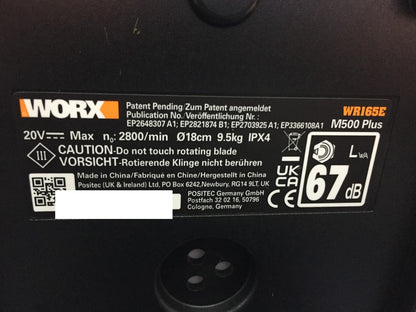 WORX
Patent Pending/Zum Patent angemeldet
Publication No. /Veröffentlichung Nr. :
EP2648307 A1; EP2821874 B1; EP2703925 A1; EP3366108A1
WR165E
M500 Plus
20V Max n₀: 2800/min Ø18cm 9.5kg IPX4
CAUTION-Do not touch rotating blade
VORSICHT-Rotierende Klinge nicht berühren
Made in China/Fabriqué en Chine/Hergestellt in China
Positec (UK & Ireland) Ltd, PO Box 6242,Newbury, RG14 9LT, UK
POSITEC Germany GmbH
Postfach 32 02 16, 50796
Cologne, Germany
UK
CA
CE
LWA
67 dB